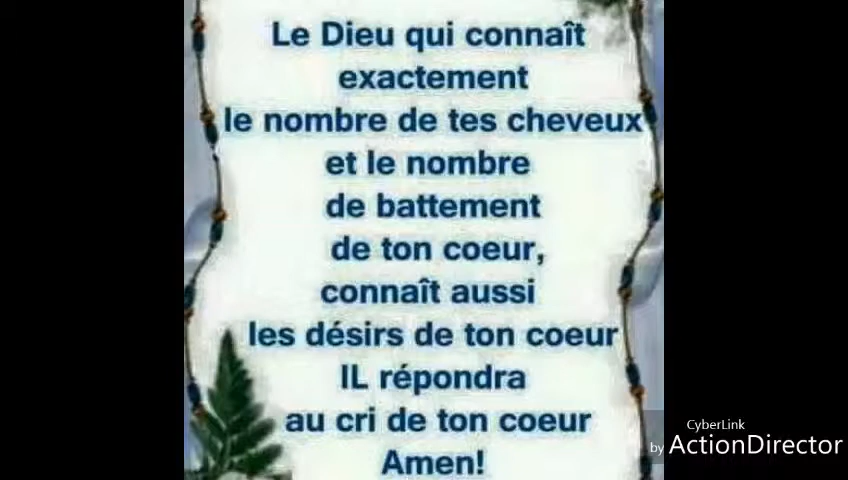 Le Dieu qui connaît
exactement
le nombre de tes cheveux
et le nombre
de battement
de ton coeur,
connaît aussi
les désirs de ton coeur
IL répondra
au cri de ton coeur
Amen!
CyberLink
by ActionDirector